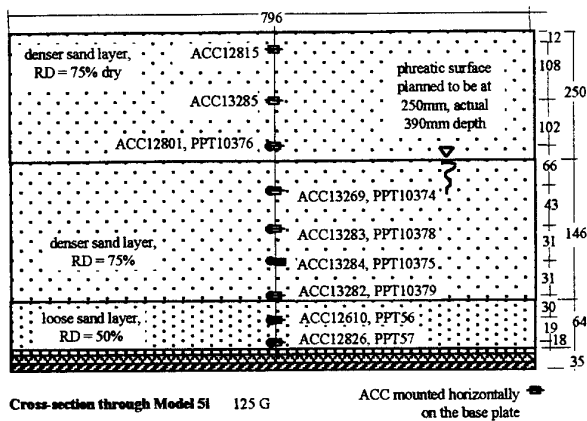 796
denser sand layer,
RD = 75% dry
ACC12815
ACC13285
ACC12801, PPT10376
phreatic surface
planned to be at
250mm, actual
390mm depth
12
108
102
250
66
43
31
31
146
denser sand layer,
RD = 75%
ACC13269, PPT10374
ACC13283, PPT10378
ACC13284, PPT10375
ACC13282, PPT10379
loose sand layer,
RD = 50%
ACC12610, PPT56
ACC12826, PPT57
30
19
18
64
35
Cross-section through Model 5i 125 G
ACC mounted horizontally
on the base plate